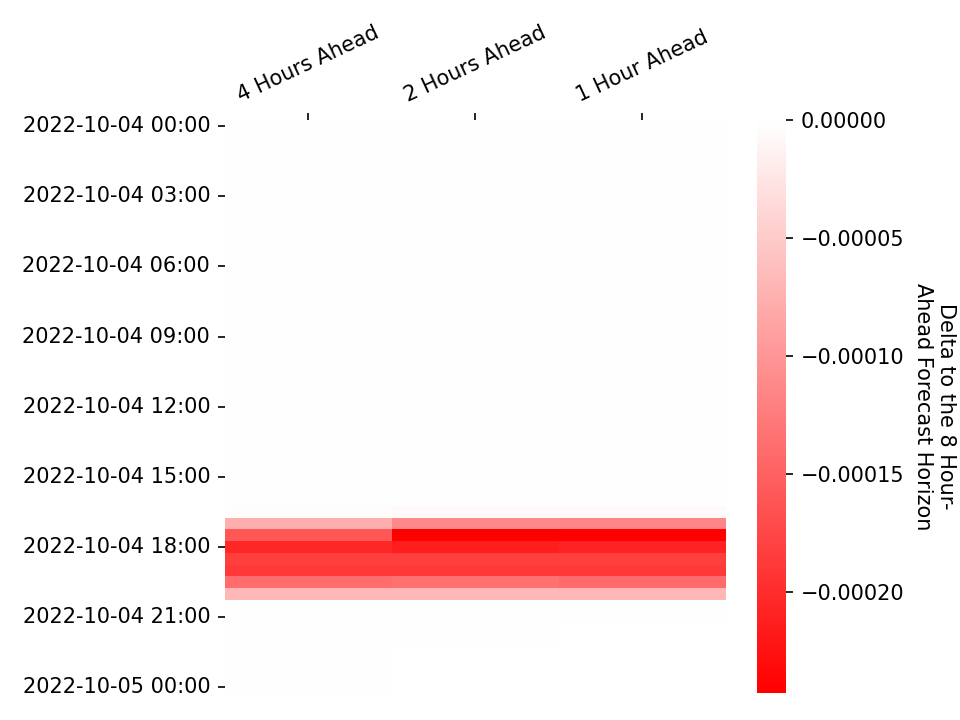 4 Hours Ahead
2 Hours Ahead
1 Hour Ahead
2022-10-04 00:00
2022-10-04 03:00
2022-10-04 06:00
2022-10-04 09:00
2022-10-04 12:00
2022-10-04 15:00
2022-10-04 18:00
2022-10-04 21:00
2022-10-05 00:00
0.00000
−0.00005
−0.00010
−0.00015
−0.00020
Delta to the 8 Hour-
Ahead Forecast Horizon